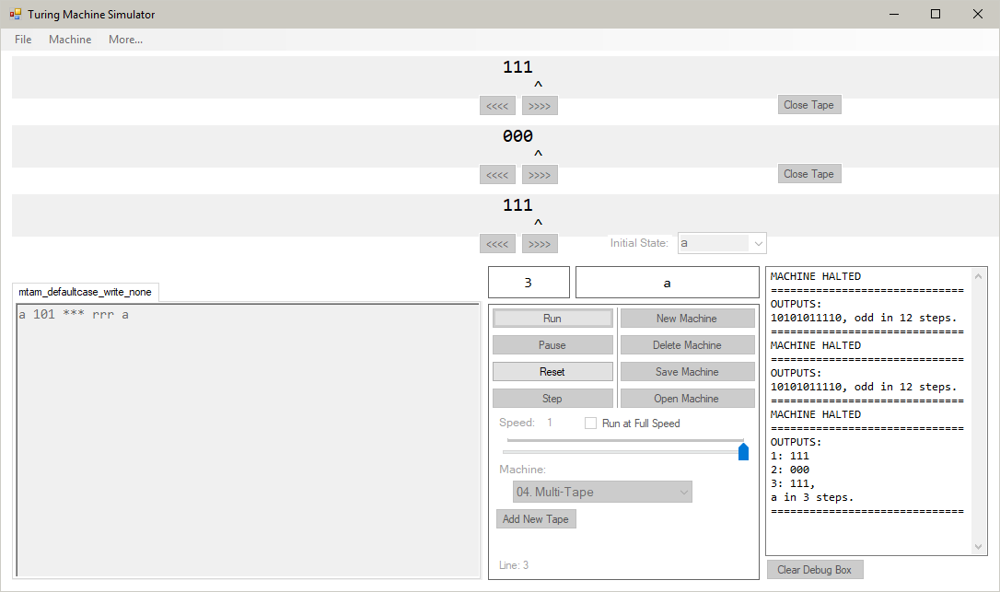 Turing Machine Simulator
File Machine More...
111
^
<<<< >>>> Close Tape
000
^
<<<< >>>> Close Tape
111
^
<<<< >>>> Initial State: a
mtam_defaultcase_write_none
a 101 *** rrr a
3 a
Run New Machine
Pause Delete Machine
Reset Save Machine
Step Open Machine
Speed: 1 Run at Full Speed
Machine:
04. Multi-Tape
Add New Tape
Line: 3
MACHINE HALTED
==============================
OUTPUTS:
10101011110, odd in 12 steps.
==============================
MACHINE HALTED
==============================
OUTPUTS:
10101011110, odd in 12 steps.
==============================
MACHINE HALTED
==============================
OUTPUTS:
1: 111
2: 000
3: 111,
a in 3 steps.
==============================
Clear Debug Box